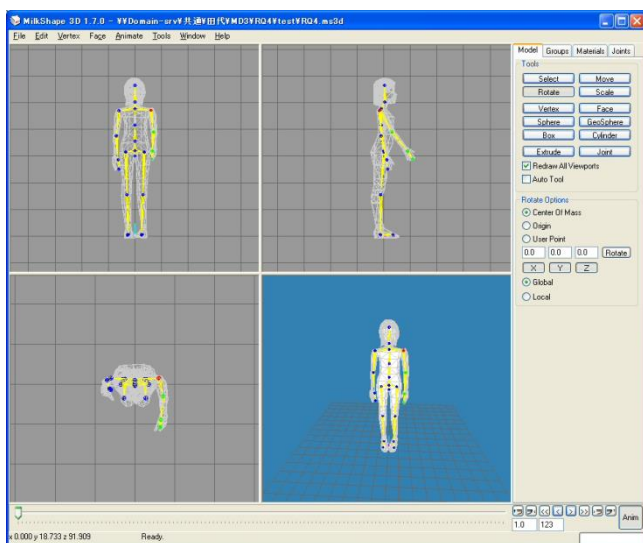 MilkShape 3D 1.7.0 - ¥¥Domain-srv¥共通¥田代¥MD3¥RQ4¥test¥RQ4.ms3d
File Edit Vertex Face Animate Tools Window Help
Model Groups Materials Joints
Tools
Select Move
Rotate Scale
Vertex Face
Sphere GeoSphere
Box Cylinder
Extrude Joint
Redraw All Viewports
Auto Tool
Rotate Options
Center Of Mass
Origin
User Point
0.0 0.0 0.0 Rotate
X Y Z
Global
Local
<< < > >>
Anim
1.0 123
x 0.000 y 18.733 z 91.909 Ready.